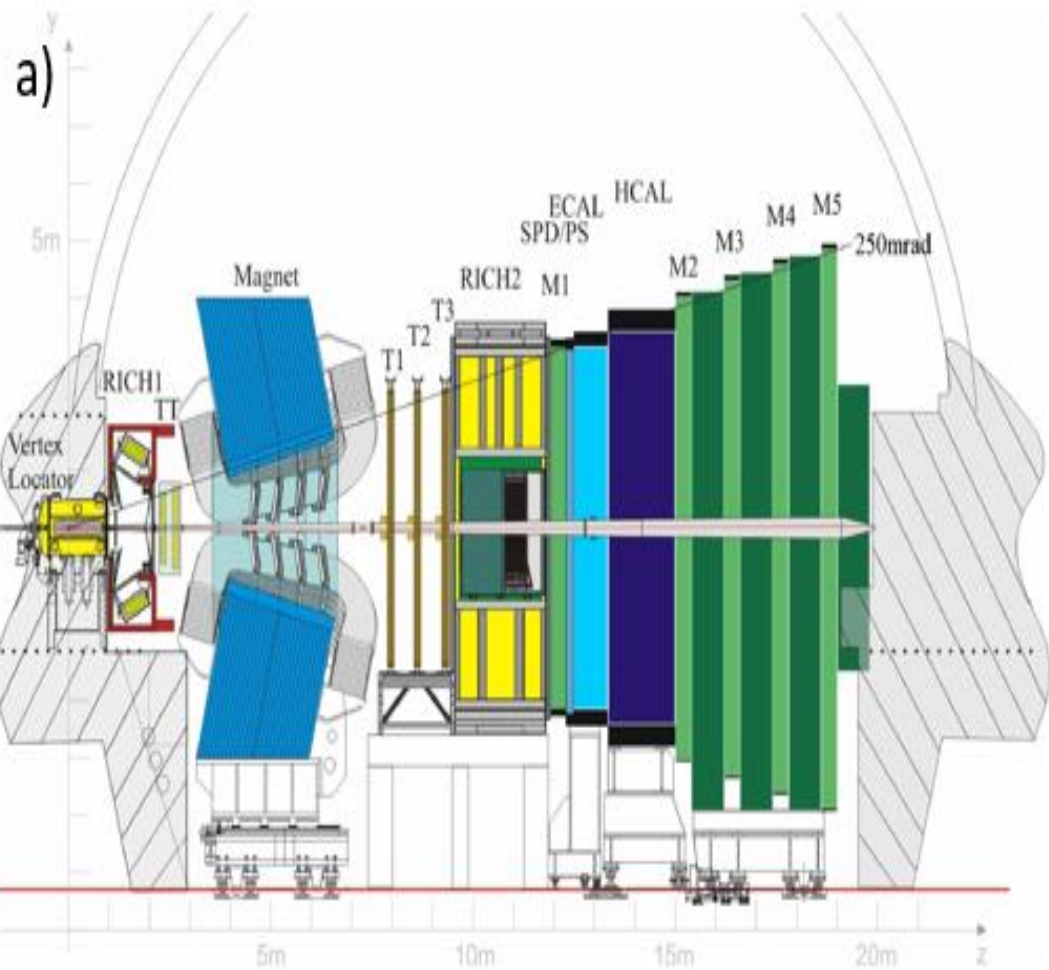 y
a)
5m
Magnet
RICH1
TT
Vertex
Locator
T1
T2
T3
RICH2
M1
SPD/PS
ECAL
HCAL
M2
M3
M4
M5
250mrad
5m
10m
15m
20m
z